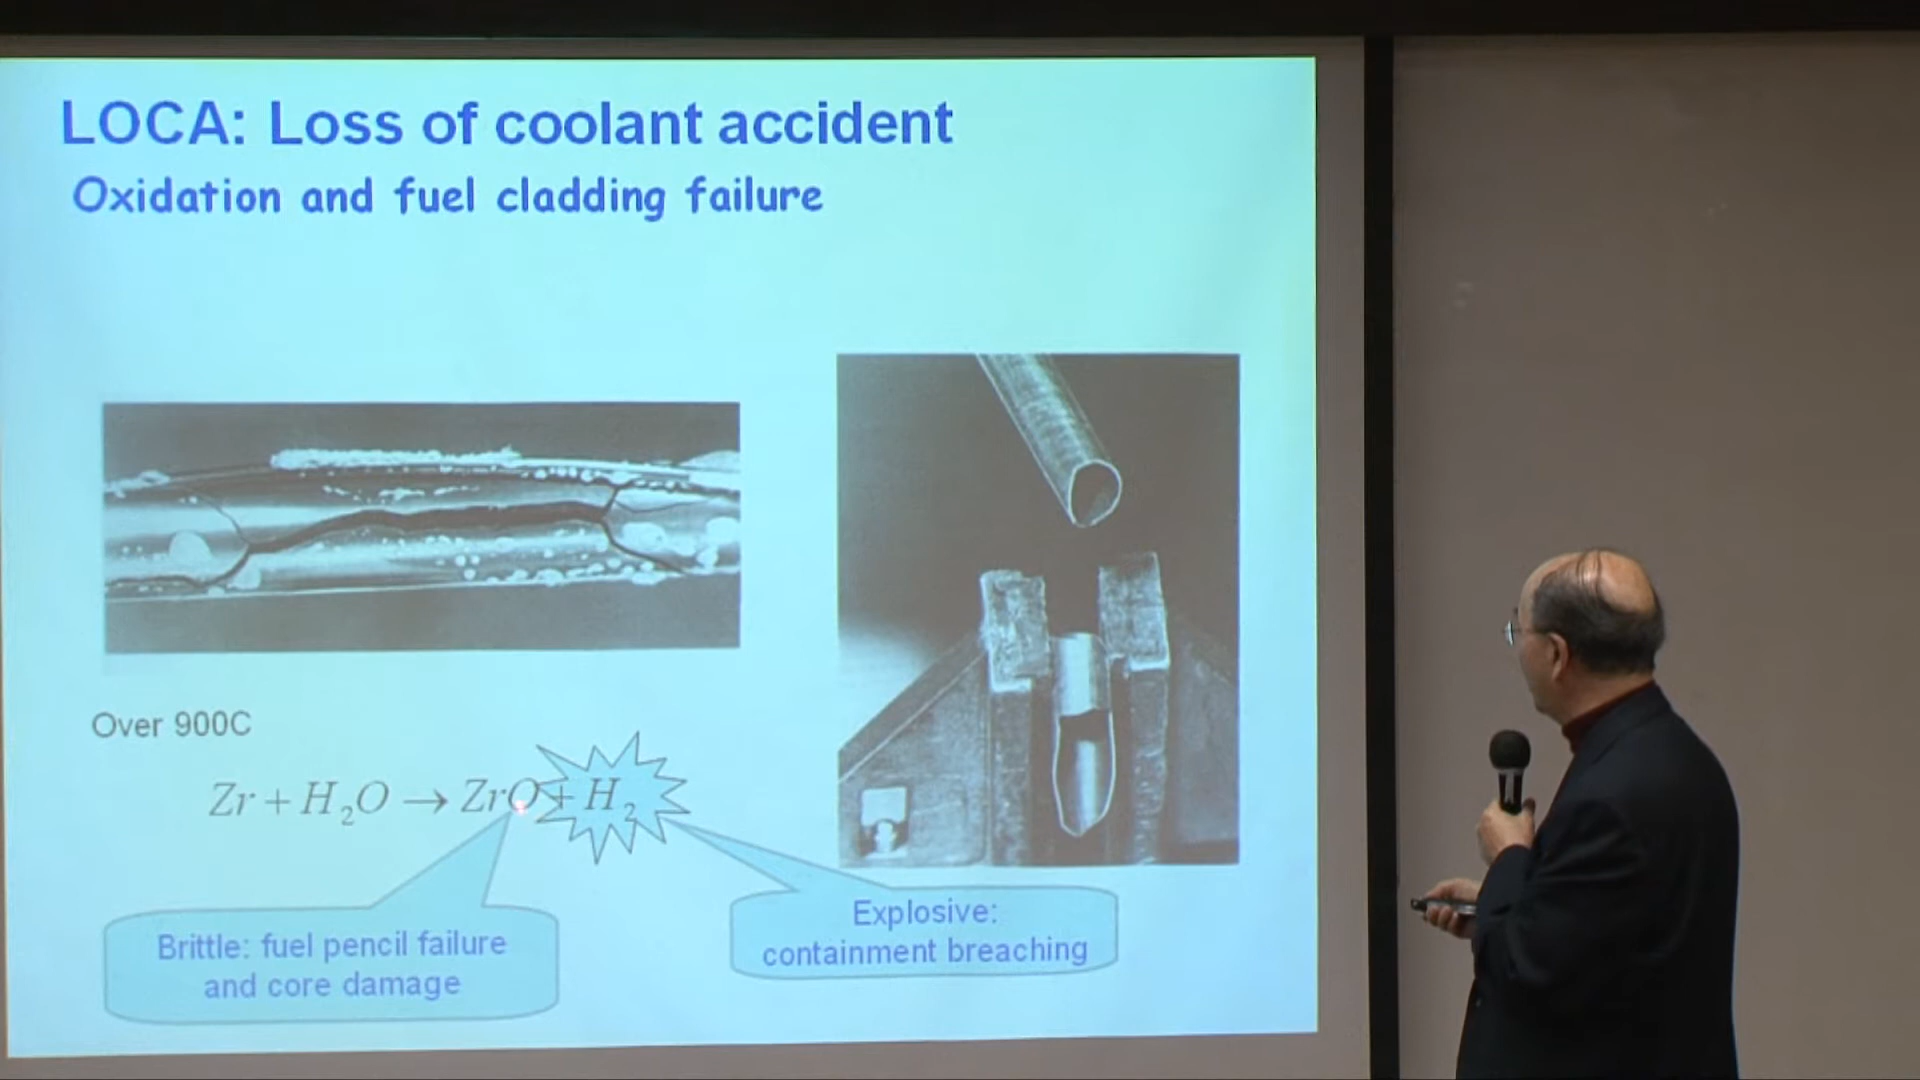 LOCA: Loss of coolant accident
Oxidation and fuel cladding failure
Over 900C
Zr + H₂O → ZrO + H₂
Brittle: fuel pencil failure
and core damage
Explosive:
containment breaching